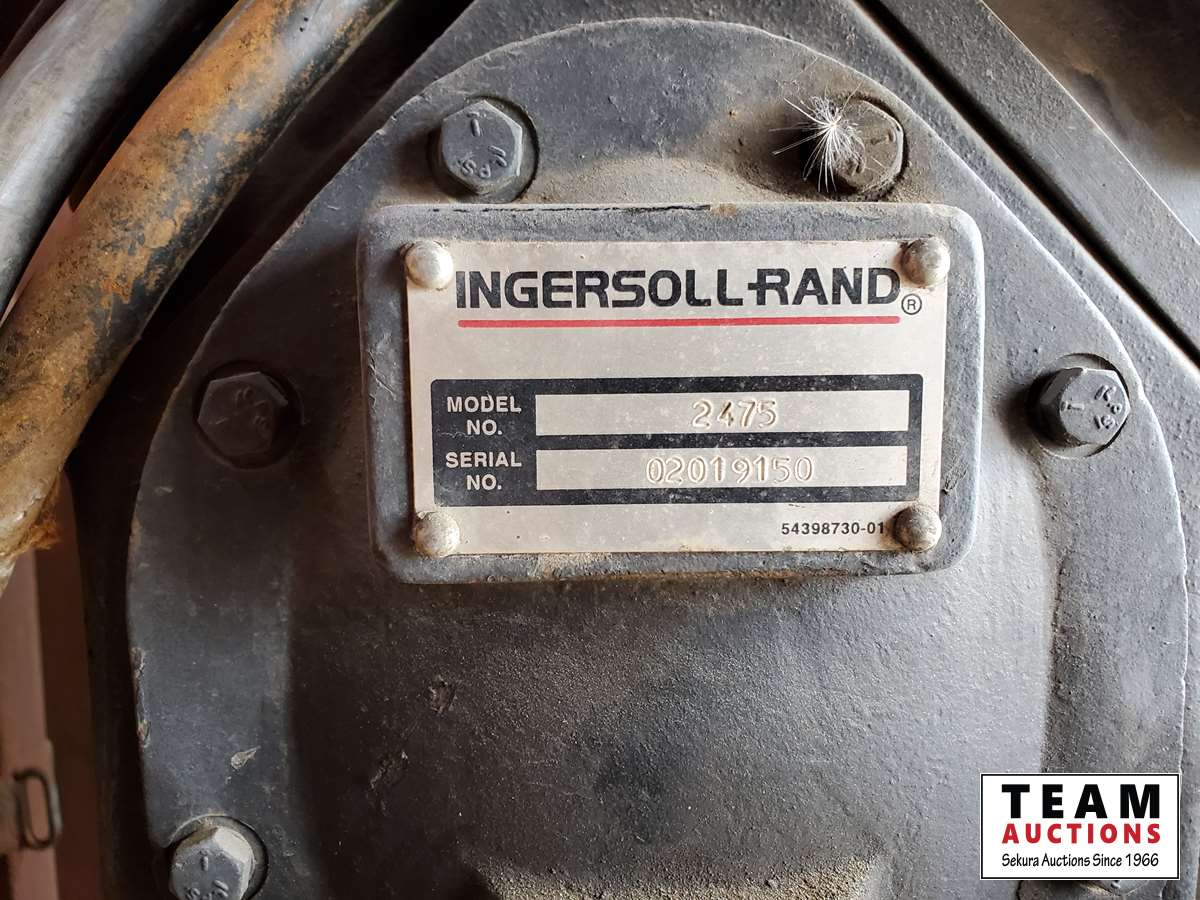 INGERSOLL-RAND®
MODEL NO. 2475
SERIAL NO. 02019150
54398730-01
TEAM
AUCTIONS
Sekura Auctions Since 1966